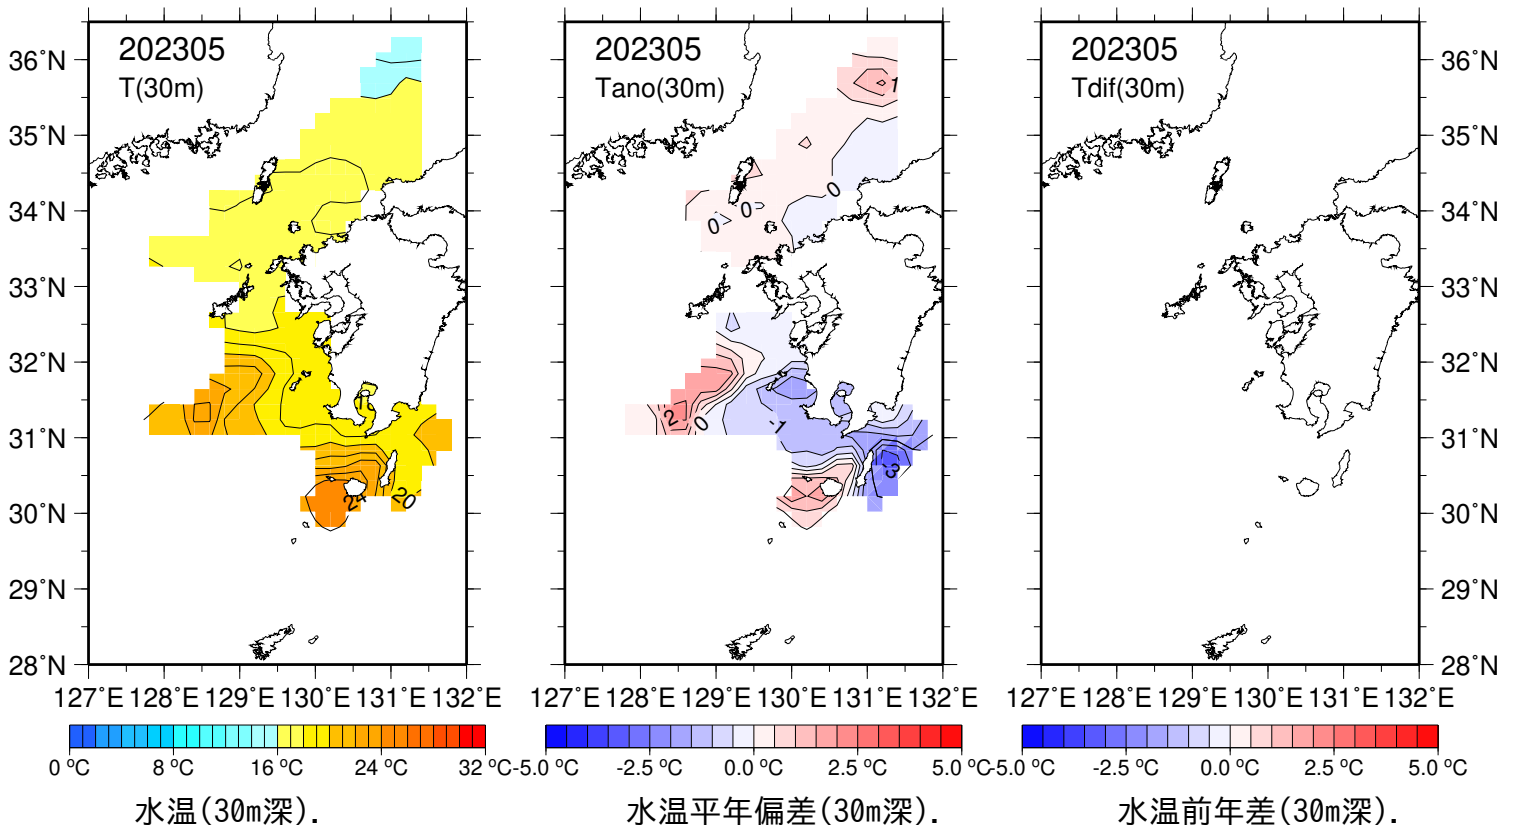 202305
T(30m)
36°N
35°N
34°N
33°N
32°N
31°N
30°N
29°N
28°N
24
20
127°E 128°E 129°E 130°E 131°E 132°E
0 °C 8 °C 16 °C 24 °C 32 °C
水温(30m深).
202305
Tano(30m)
1
0
0
0
2
0
-1
-3
127°E 128°E 129°E 130°E 131°E 132°E
-5.0 °C -2.5 °C 0.0 °C 2.5 °C 5.0 °C
水温平年偏差(30m深).
202305
Tdif(30m)
36°N
35°N
34°N
33°N
32°N
31°N
30°N
29°N
28°N
127°E 128°E 129°E 130°E 131°E 132°E
-5.0 °C -2.5 °C 0.0 °C 2.5 °C 5.0 °C
水温前年差(30m深).